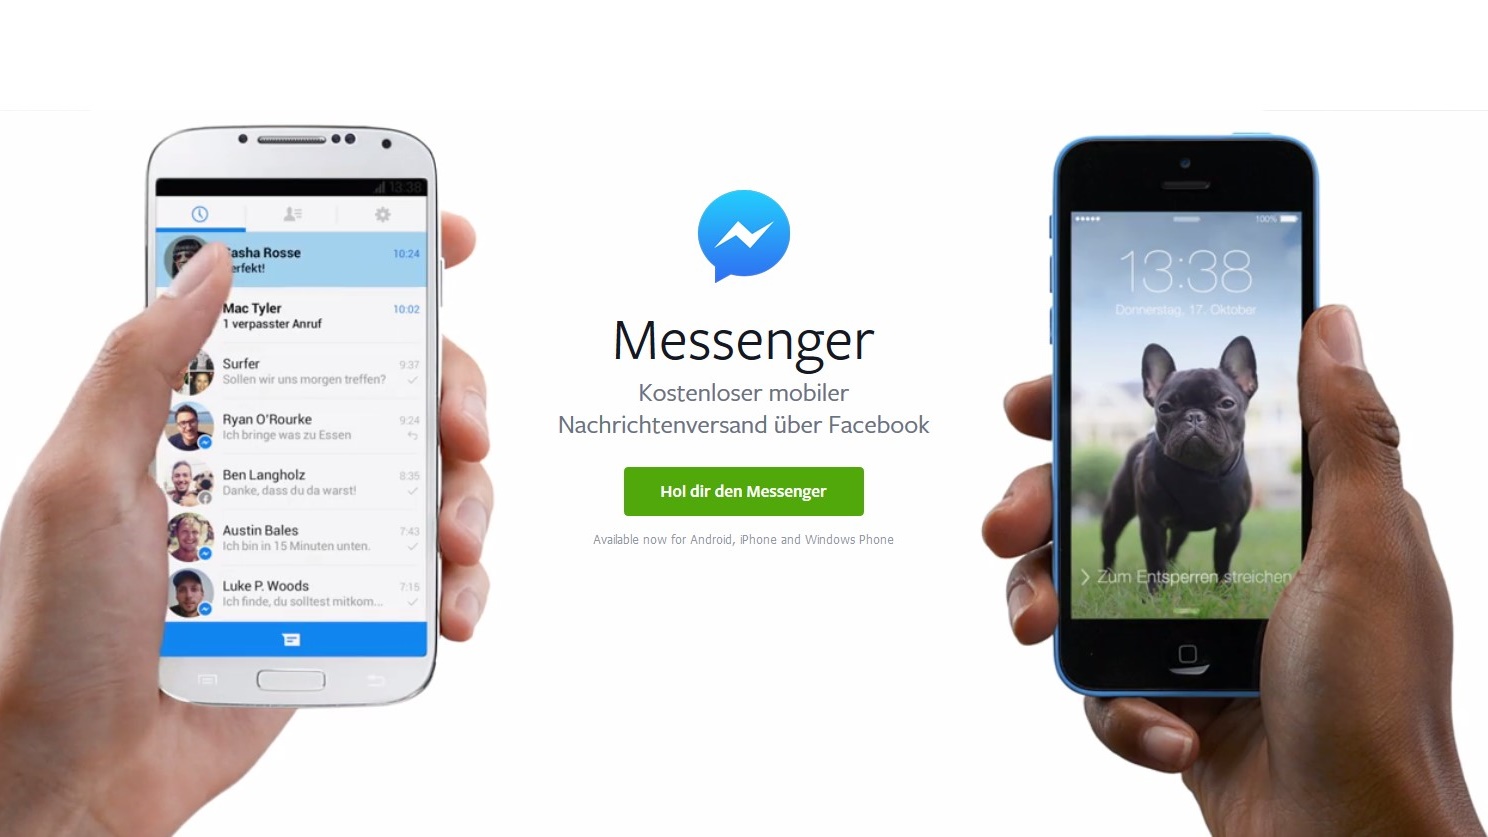 13:38
Sasha Rosse
10:24
erfekt!
Mac Tyler
10:02
1 verpasster Anruf
Surfer
9:37
Sollen wir uns morgen treffen?
Ryan O'Rourke
9:24
Ich bringe was zu Essen
Ben Langholz
8:35
Danke, dass du da warst!
Austin Bales
7:43
Ich bin in 15 Minuten unten.
Luke P. Woods
7:15
Ich finde, du solltest mitkom...
Messenger
Kostenloser mobiler
Nachrichtenversand über Facebook
Hol dir den Messenger
Available now for Android, iPhone and Windows Phone
100%
13:38
Donnerstag, 17. Oktober
Zum Entsperren streichen